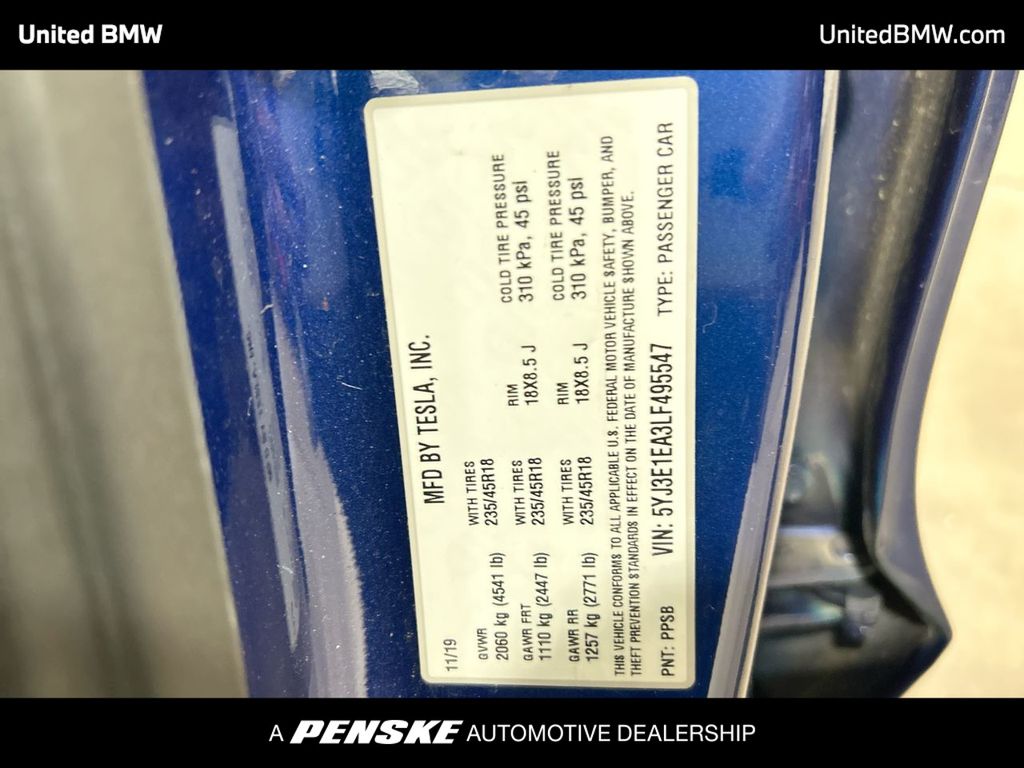 United BMW
UnitedBMW.com
MFD BY TESLA, INC.
11/19
GVWR
2060 kg (4541 lb)
WITH TIRES
235/45R18
GAWR FRT
1110 kg (2447 lb)
WITH TIRES
235/45R18
RIM
18X8.5 J
COLD TIRE PRESSURE
310 kPa, 45 psi
GAWR RR
1257 kg (2771 lb)
WITH TIRES
235/45R18
RIM
18X8.5 J
COLD TIRE PRESSURE
310 kPa, 45 psi
THIS VEHICLE CONFORMS TO ALL APPLICABLE U.S. FEDERAL MOTOR VEHICLE SAFETY, BUMPER, AND
THEFT PREVENTION STANDARDS IN EFFECT ON THE DATE OF MANUFACTURE SHOWN ABOVE.
PNT: PPSB VIN: 5YJ3E1EA3LF495547 TYPE: PASSENGER CAR
A PENSKE AUTOMOTIVE DEALERSHIP